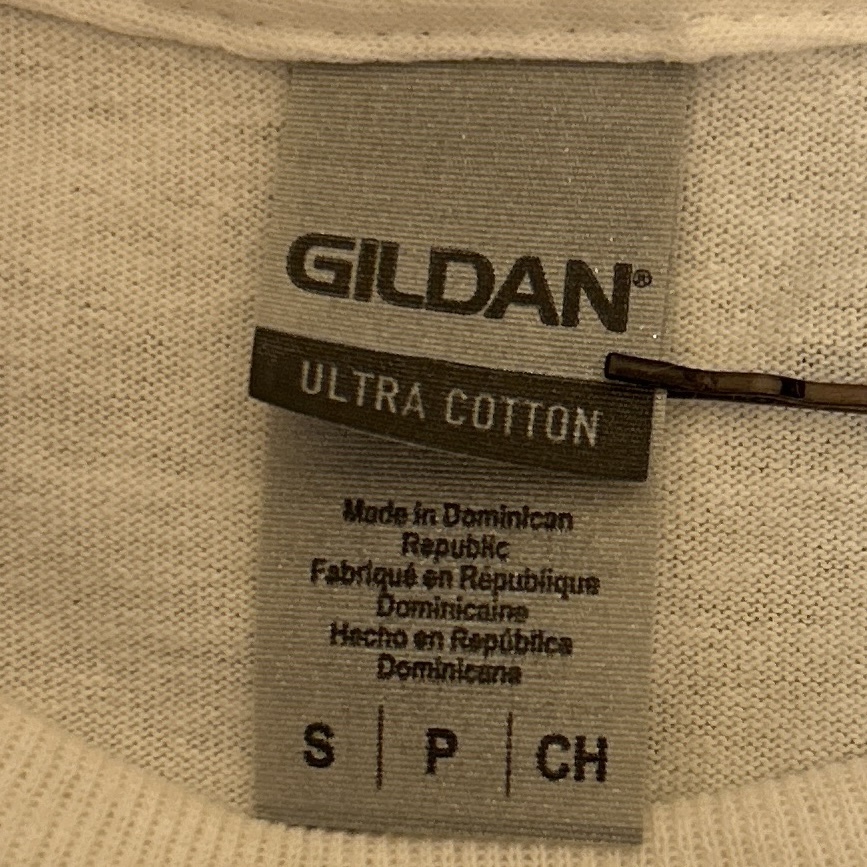 GILDAN®
ULTRA COTTON
Made in Dominican
Republic
Fabriqué en République
Dominicaine
Hecho en República
Dominicana
S | P | CH